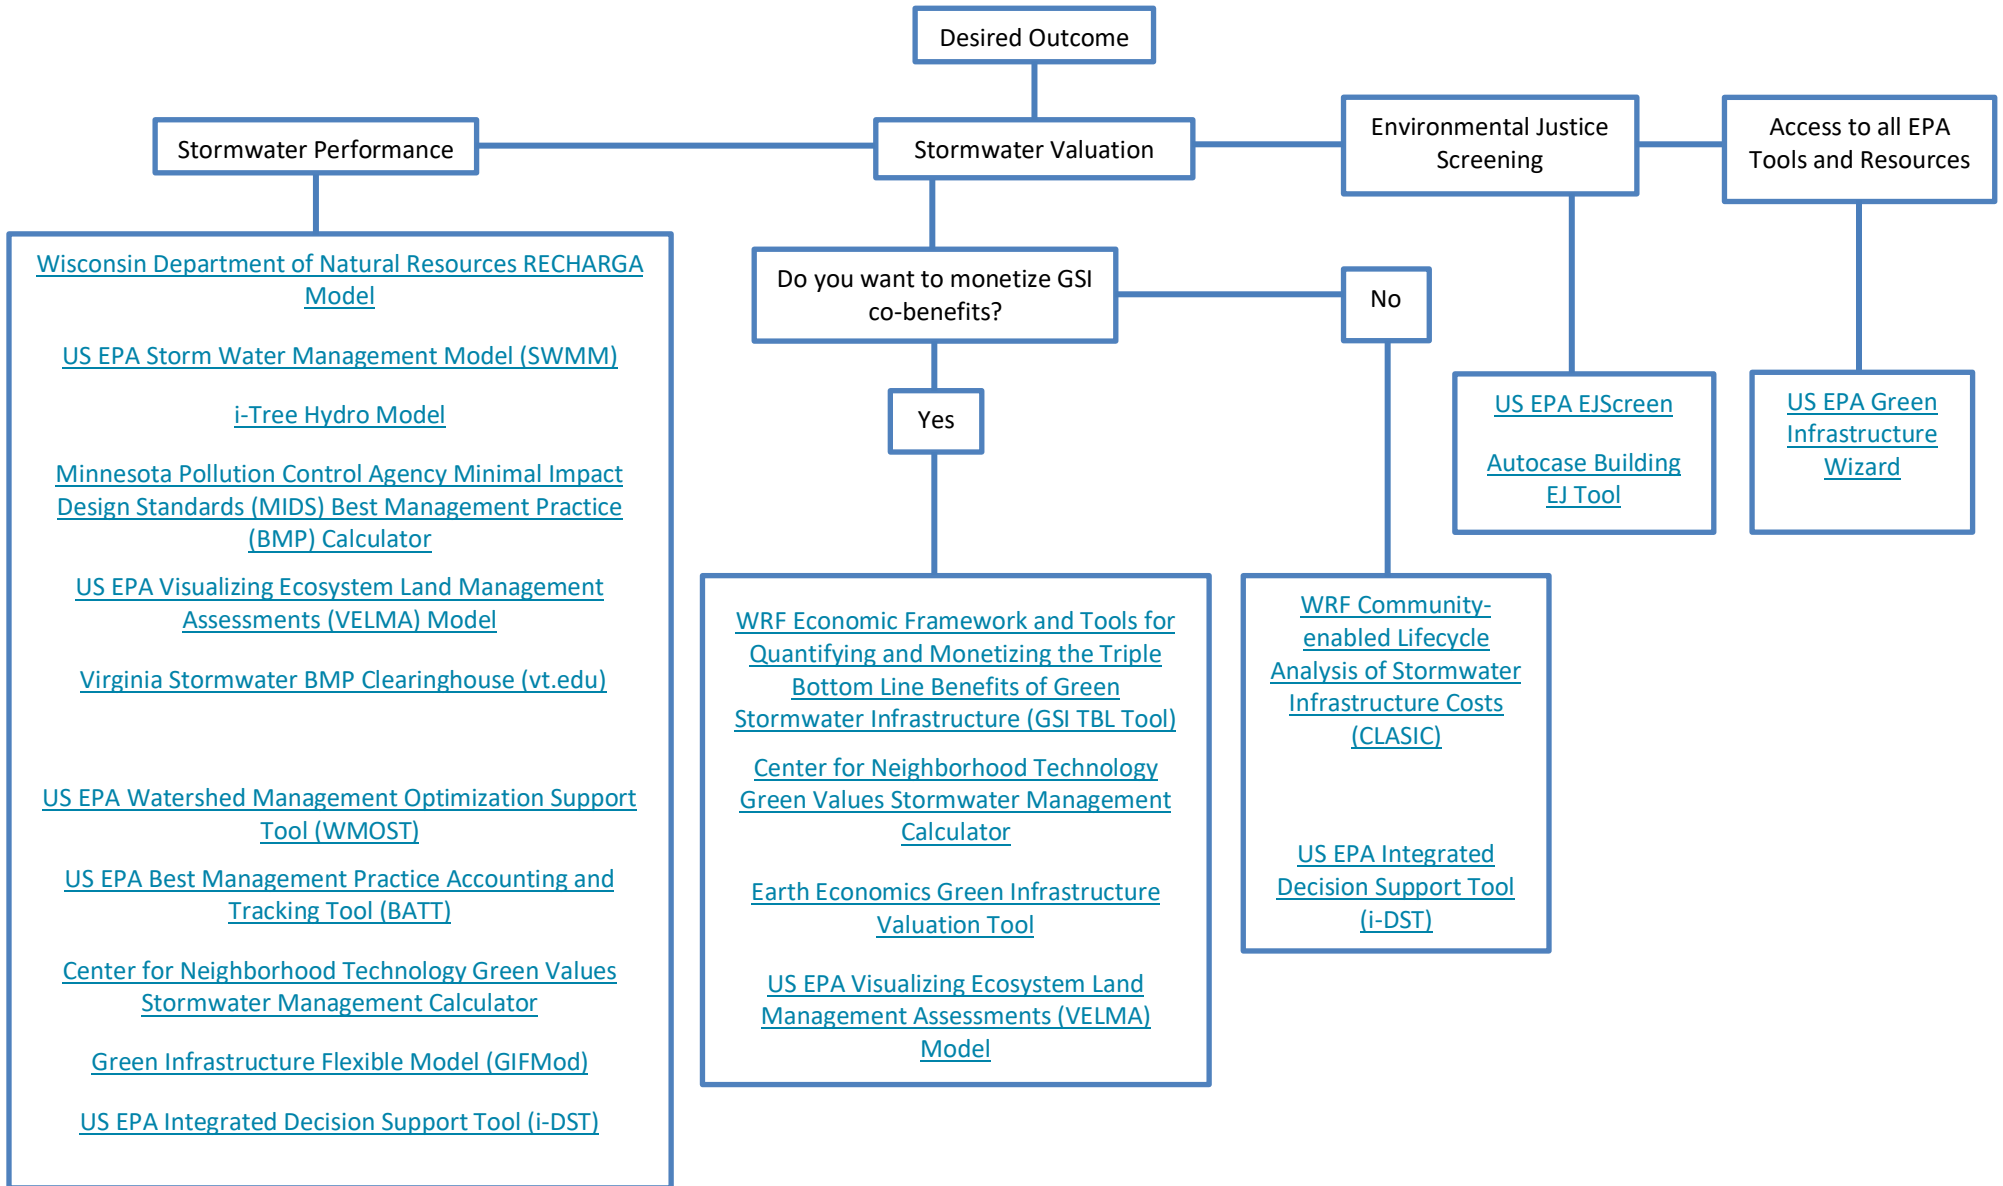 Desired Outcome
Stormwater Performance
Stormwater Valuation
Environmental Justice
Screening
Access to all EPA
Tools and Resources
Wisconsin Department of Natural Resources RECHARGA
Model
US EPA Storm Water Management Model (SWMM)
i-Tree Hydro Model
Minnesota Pollution Control Agency Minimal Impact
Design Standards (MIDS) Best Management Practice
(BMP) Calculator
US EPA Visualizing Ecosystem Land Management
Assessments (VELMA) Model
Virginia Stormwater BMP Clearinghouse (vt.edu)
US EPA Watershed Management Optimization Support
Tool (WMOST)
US EPA Best Management Practice Accounting and
Tracking Tool (BATT)
Center for Neighborhood Technology Green Values
Stormwater Management Calculator
Green Infrastructure Flexible Model (GIFMod)
US EPA Integrated Decision Support Tool (i-DST)
Do you want to monetize GSI
co-benefits?
Yes
No
WRF Economic Framework and Tools for
Quantifying and Monetizing the Triple
Bottom Line Benefits of Green
Stormwater Infrastructure (GSI TBL Tool)
Center for Neighborhood Technology
Green Values Stormwater Management
Calculator
Earth Economics Green Infrastructure
Valuation Tool
US EPA Visualizing Ecosystem Land
Management Assessments (VELMA)
Model
WRF Community-
enabled Lifecycle
Analysis of Stormwater
Infrastructure Costs
(CLASIC)
US EPA Integrated
Decision Support Tool
(i-DST)
US EPA EJScreen
Autocase Building
EJ Tool
US EPA Green
Infrastructure
Wizard